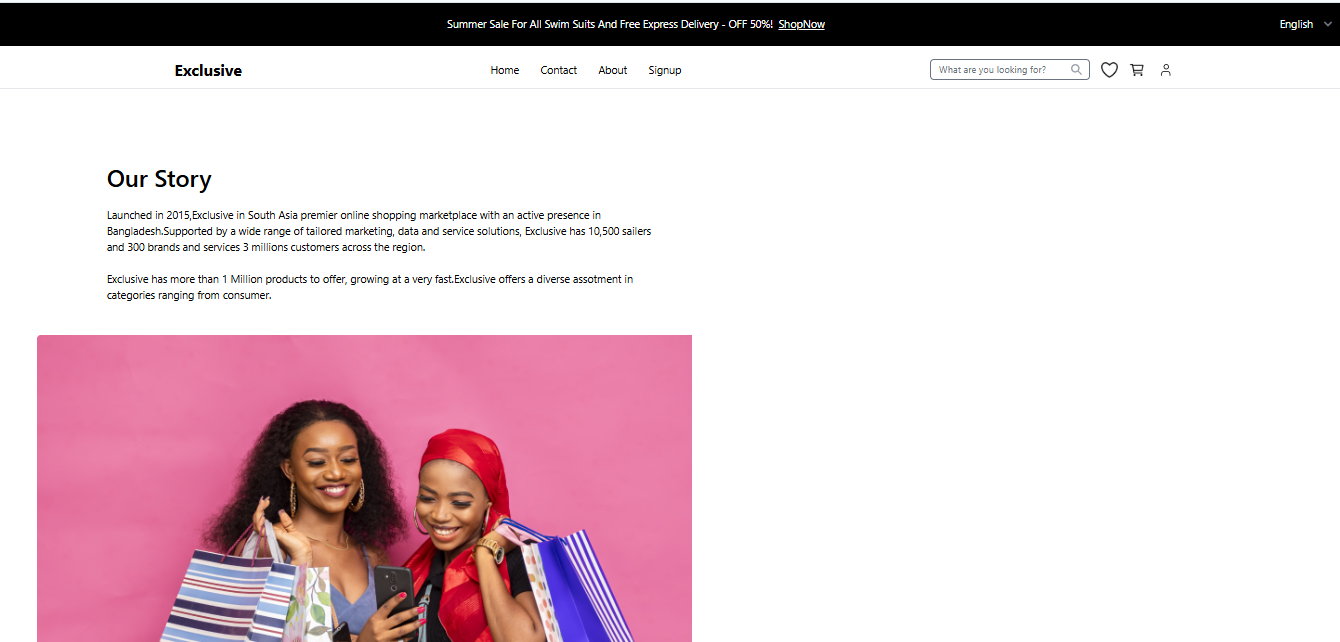 Summer Sale For All Swim Suits And Free Express Delivery - OFF 50%! ShopNow
English
Exclusive
Home
Contact
About
Signup
What are you looking for?
Our Story
Launched in 2015,Exclusive in South Asia premier online shopping marketplace with an active presence in
Bangladesh.Supported by a wide range of tailored marketing, data and service solutions, Exclusive has 10,500 sailers
and 300 brands and services 3 millions customers across the region.
Exclusive has more than 1 Million products to offer, growing at a very fast.Exclusive offers a diverse assotment in
categories ranging from consumer.